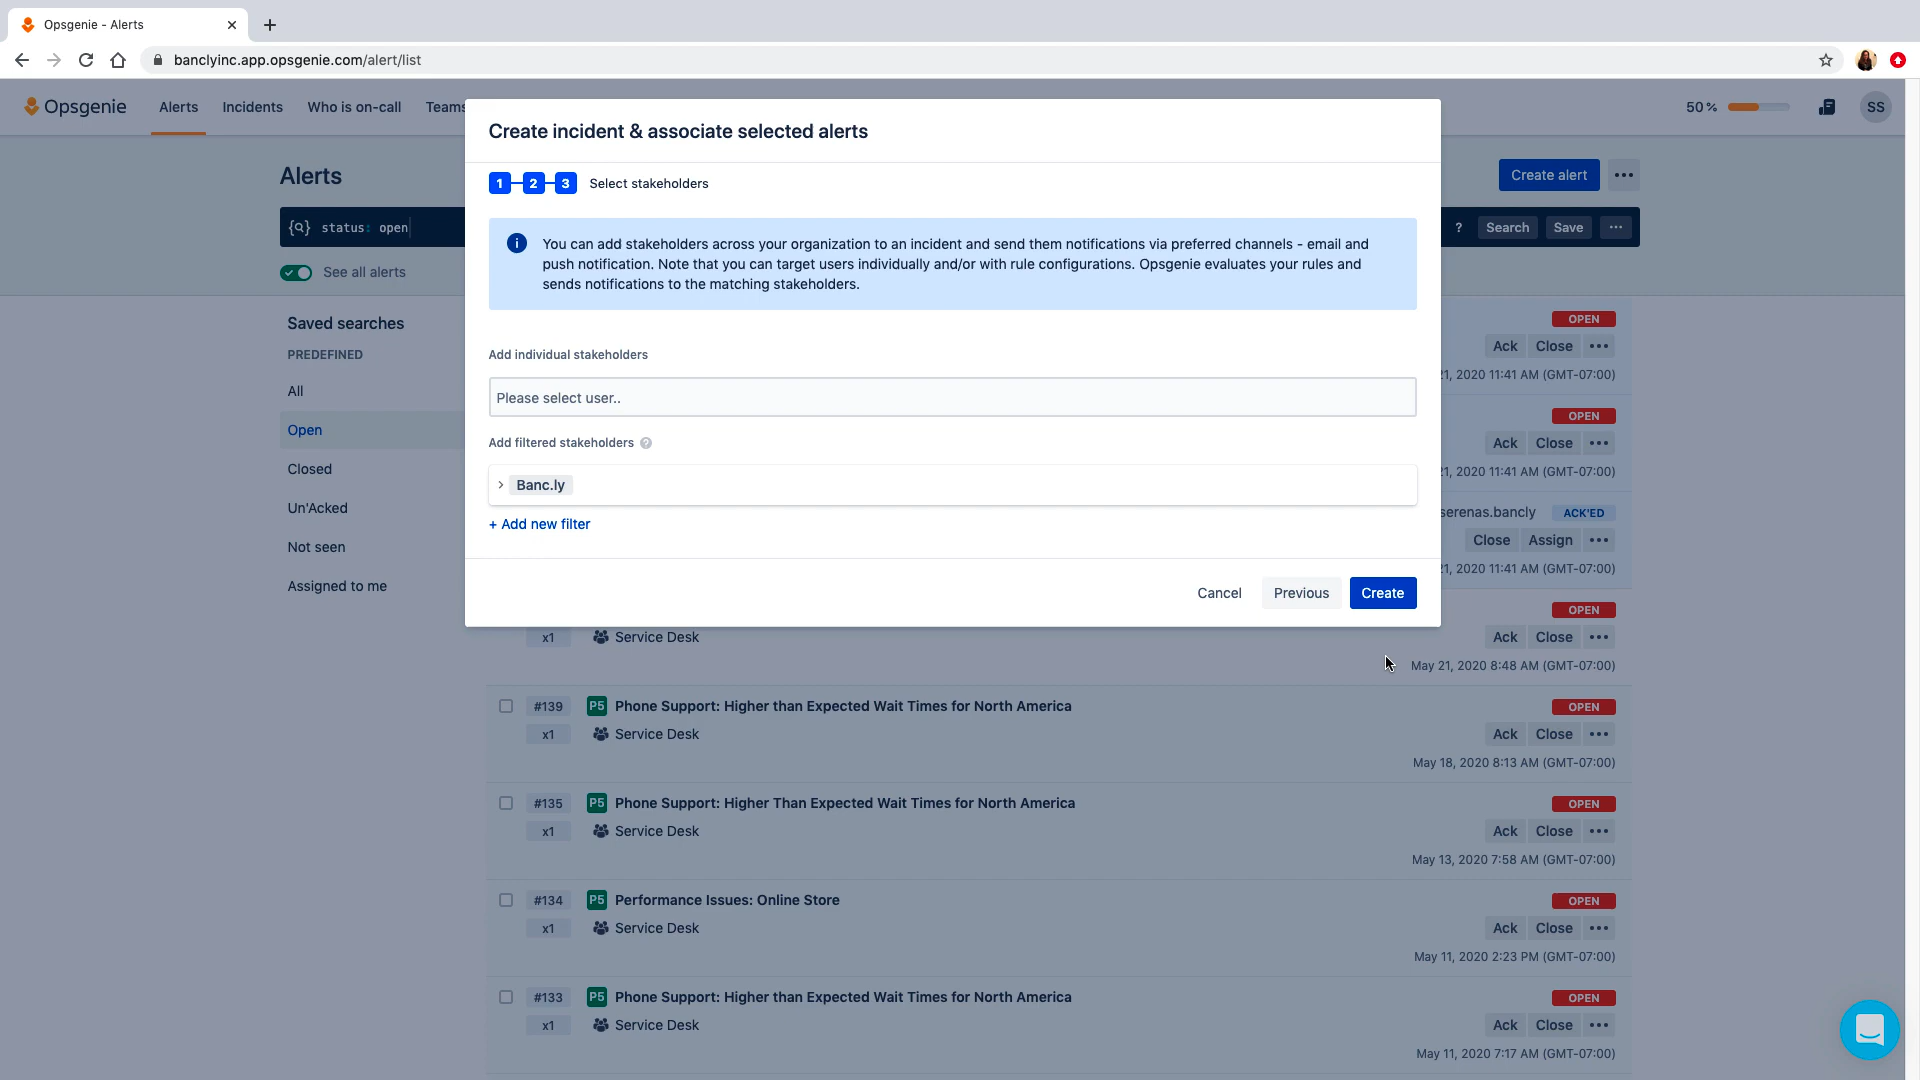 Opsgenie - Alerts
banclyinc.app.opsgenie.com/alert/list
Opsgenie Alerts Incidents Who is on-call Teams 50 % SS
Create incident & associate selected alerts
1 2 3 Select stakeholders
You can add stakeholders across your organization to an incident and send them notifications via preferred channels - email and
push notification. Note that you can target users individually and/or with rule configurations. Opsgenie evaluates your rules and
sends notifications to the matching stakeholders.
Add individual stakeholders
Please select user..
Add filtered stakeholders ?
Banc.ly
+ Add new filter
Cancel Previous Create
Alerts
Create alert
status: open
? Search Save
See all alerts
Saved searches
PREDEFINED
All
Open
Closed
Un'Acked
Not seen
Assigned to me
OPEN
Ack Close
21, 2020 11:41 AM (GMT-07:00)
OPEN
Ack Close
21, 2020 11:41 AM (GMT-07:00)
serenas.bancly ACK'ED
Close Assign
21, 2020 11:41 AM (GMT-07:00)
OPEN
x1 Service Desk Ack Close
May 21, 2020 8:48 AM (GMT-07:00)
#139 P5 Phone Support: Higher than Expected Wait Times for North America OPEN
x1 Service Desk Ack Close
May 18, 2020 8:13 AM (GMT-07:00)
#135 P5 Phone Support: Higher Than Expected Wait Times for North America OPEN
x1 Service Desk Ack Close
May 13, 2020 7:58 AM (GMT-07:00)
#134 P5 Performance Issues: Online Store OPEN
x1 Service Desk Ack Close
May 11, 2020 2:23 PM (GMT-07:00)
#133 P5 Phone Support: Higher than Expected Wait Times for North America OPEN
x1 Service Desk Ack Close
May 11, 2020 7:17 AM (GMT-07:00)